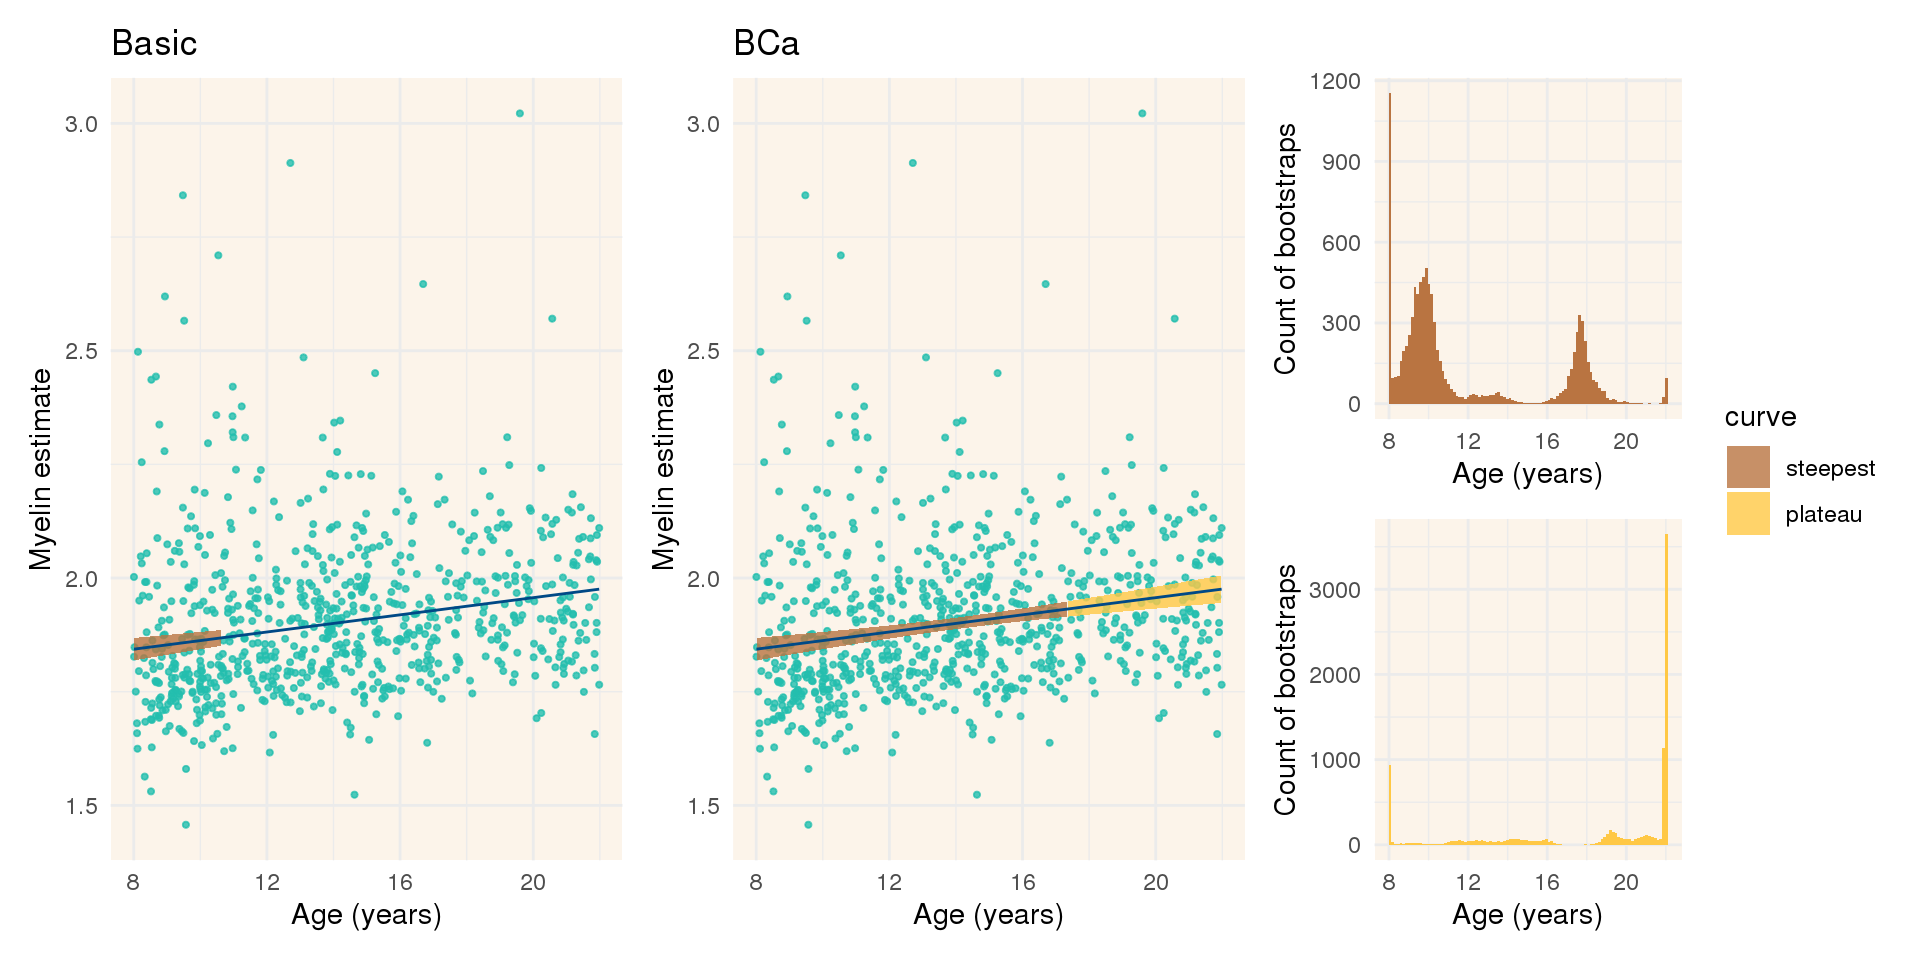 Basic
3.0
2.5
2.0
1.5
Myelin estimate
8 12 16 20
Age (years)
BCa
3.0
2.5
2.0
1.5
Myelin estimate
8 12 16 20
Age (years)
1200
900
600
300
0
Count of bootstraps
8 12 16 20
Age (years)
3000
2000
1000
0
Count of bootstraps
8 12 16 20
Age (years)
curve
steepest
plateau